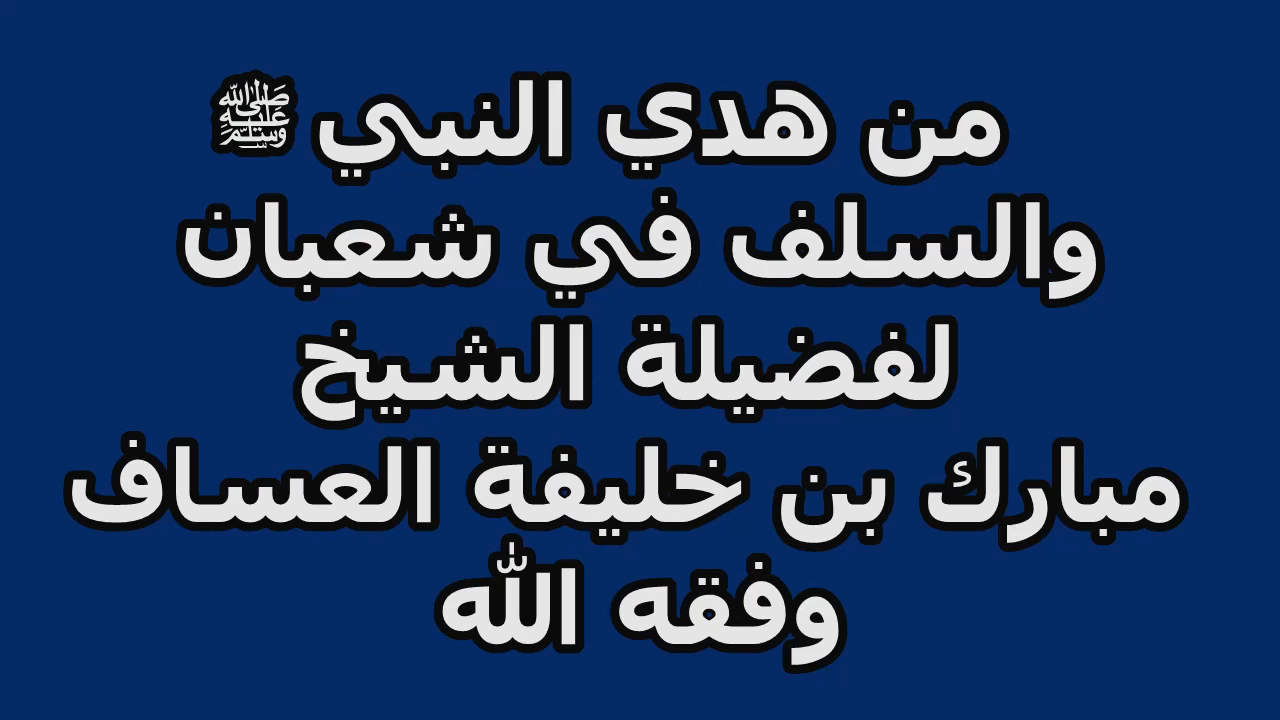 من هدي النبي ﷺ
والسلف في شعبان
لفضيلة الشيخ
مبارك بن خليفة العساف
وفقه الله